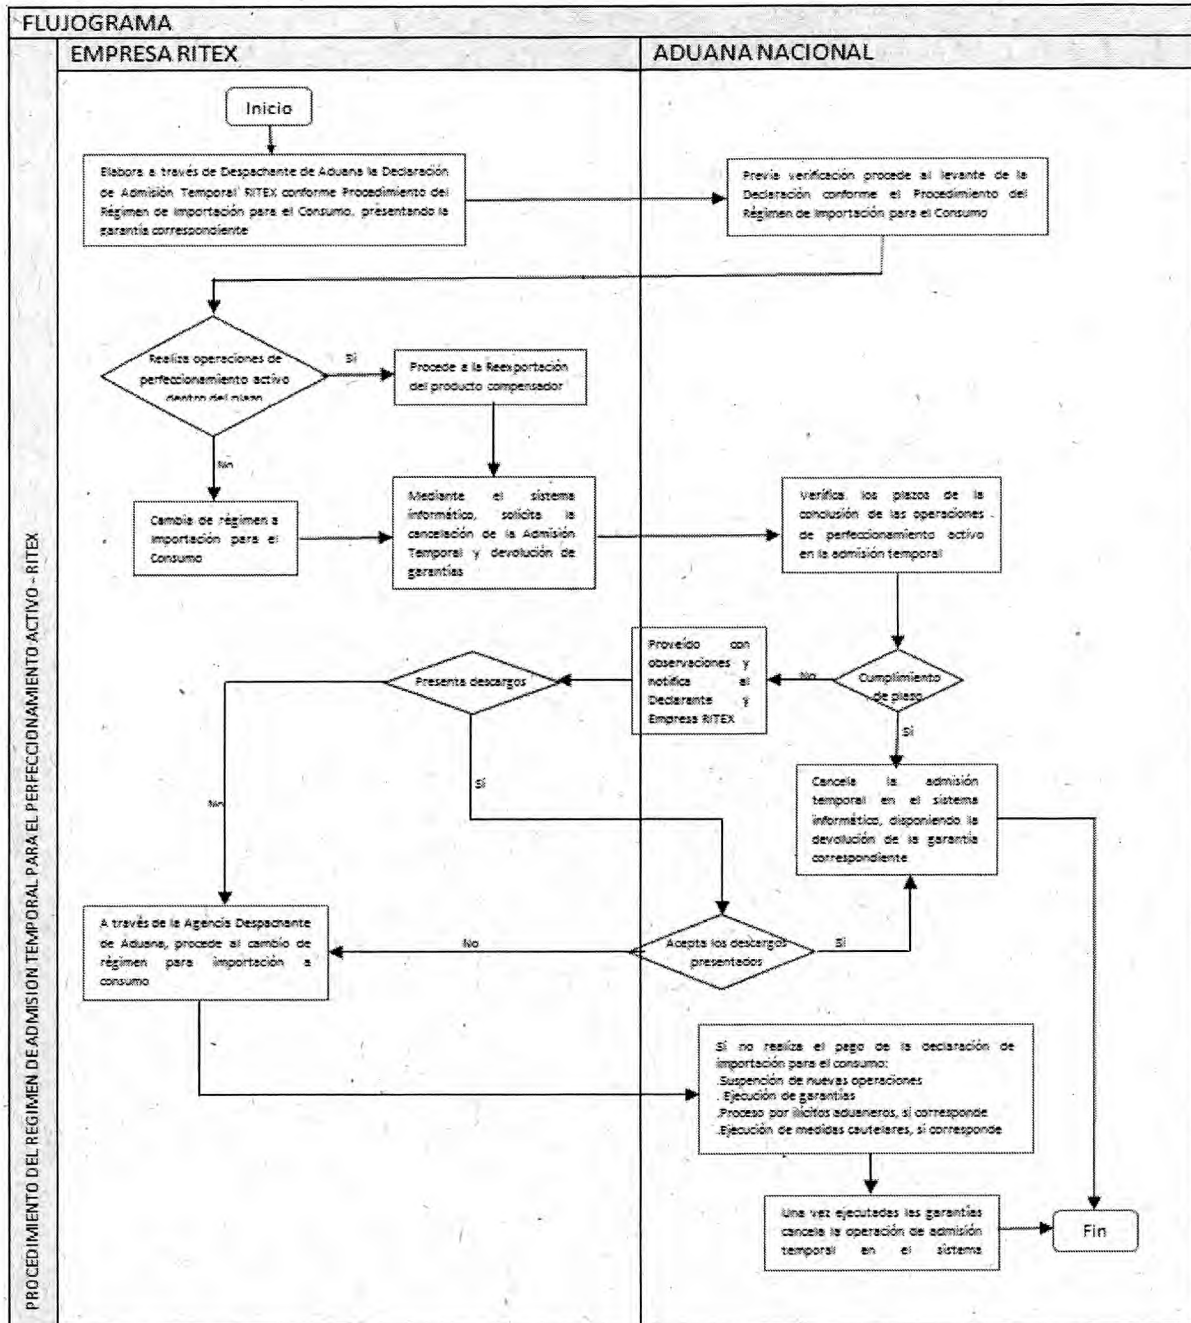 FLUJOGRAMA
EMPRESA RITEX
ADUANA NACIONAL
PROCEDIMIENTO DEL REGIMEN DE ADMISION TEMPORAL PARA EL PERFECCIONAMIENTO ACTIVO - RITEX
Inicio
Elabora a través de Despachante de Aduana la Declaración
de Admisión Temporal RITEX conforme Procedimiento del
Régimen de Importación para el Consumo, présentando la
garantía correspondiente
Previa verificación procede al levante de la
Declaración conforme el Procedimiento del
Régimen de Importación para el Consumo
Realiza operaciones de
perfeccionamiento activo
dentro del plazo
Si
Procede a la Reexportación
del producto compensador
No
Cambia de régimen a
Importación para el
Consumo
Mediante el sistema
informático, solicita la
cancelación de la Admisión
Temporal y devolución de
garantías
Verifica los plazos de la
conclusión de las operaciones
de perfeccionamiento activo
en la admisión temporal
Proveído con
observaciones y
notifica al
Declarante y
Empresa RITEX
Presenta descargos
No
Cumplimiento
de plazo
Si
Si
No
Cancela la admisión
temporal en el sistema
informático, disponiendo la
devolución de la garantía
correspondiente
A través de la Agencia Despachante
de Aduana, procede al cambio de
régimen para importación a
consumo
No
Acepta los descargos
presentados
Si
Sí no realiza el pago de la declaración de
importación para el consumo:
.Suspención de nuevas operaciones
. Ejecución de garantías
.Proceso por ilícitos aduaneros, si corresponde
.Ejecución de medidas cautelares, si corresponde
Una vez ejecutadas las garantías
cancela la operación de admisión
temporal en el sistema
Fin